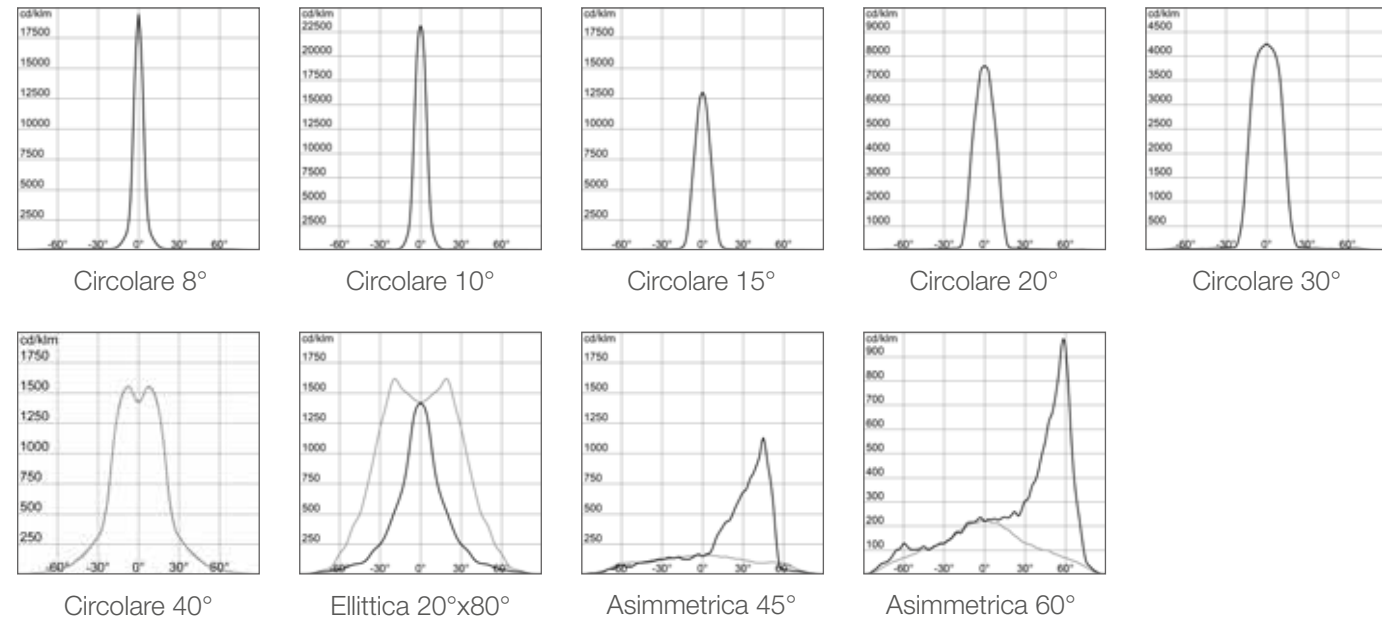 cd/klm
17500
15000
12500
10000
7500
5000
2500
-60° -30° 0° 30° 60°
Circolare 8°
cd/klm
22500
20000
17500
15000
12500
10000
7500
5000
2500
-60° -30° 0° 30° 60°
Circolare 10°
cd/klm
17500
15000
12500
10000
7500
5000
2500
-60° -30° 0° 30° 60°
Circolare 15°
cd/klm
9000
8000
7000
6000
5000
4000
3000
2000
1000
-60° -30° 0° 30° 60°
Circolare 20°
cd/klm
4500
4000
3500
3000
2500
2000
1500
1000
500
-60° -30° 0° 30° 60°
Circolare 30°
cd/klm
1750
1500
1250
1000
750
500
250
-60° -30° 0° 30° 60°
Circolare 40°
cd/klm
1750
1500
1250
1000
750
500
250
-60° -30° 0° 30° 60°
Ellittica 20°x80°
cd/klm
1750
1500
1250
1000
750
500
250
-60° -30° 0° 30° 60°
Asimmetrica 45°
cd/klm
900
800
700
600
500
400
300
200
100
-60° -30° 0° 30° 60°
Asimmetrica 60°